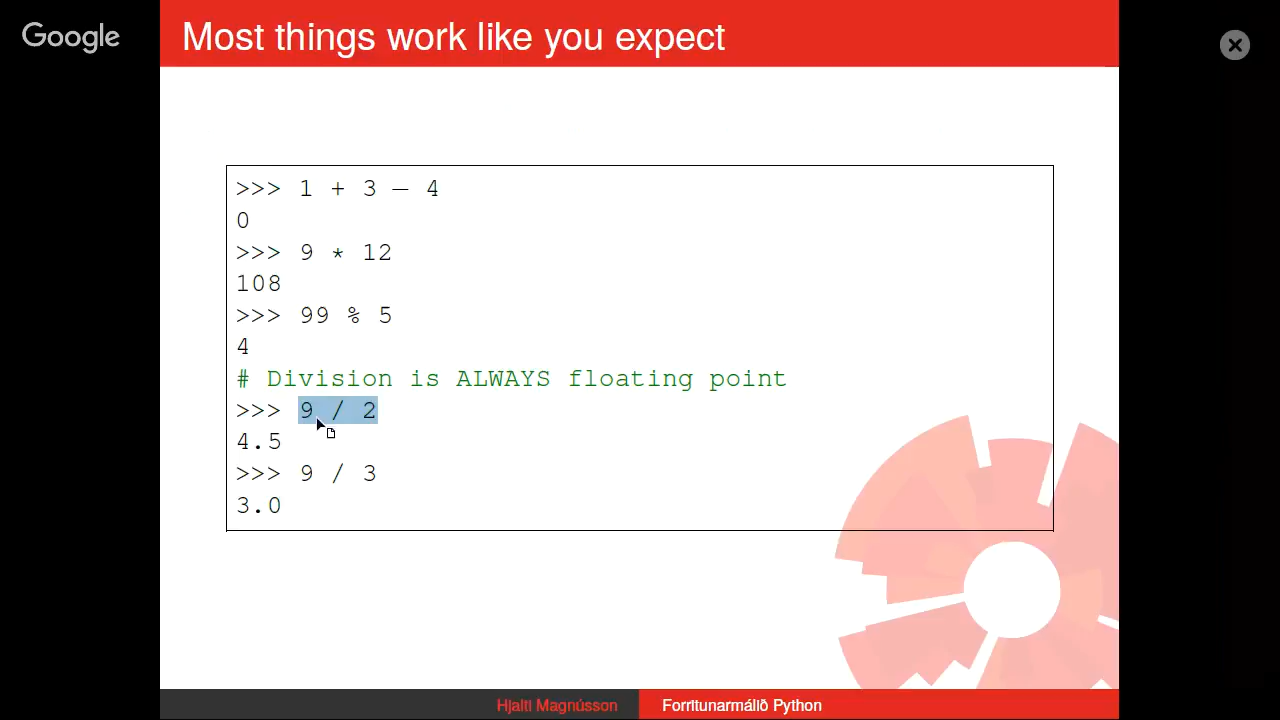 Google
Most things work like you expect
>>> 1 + 3 − 4
0
>>> 9 * 12
108
>>> 99 % 5
4
# Division is ALWAYS floating point
>>> 9 / 2
4.5
>>> 9 / 3
3.0
Hjalti Magnússon
Forritunarmálið Python